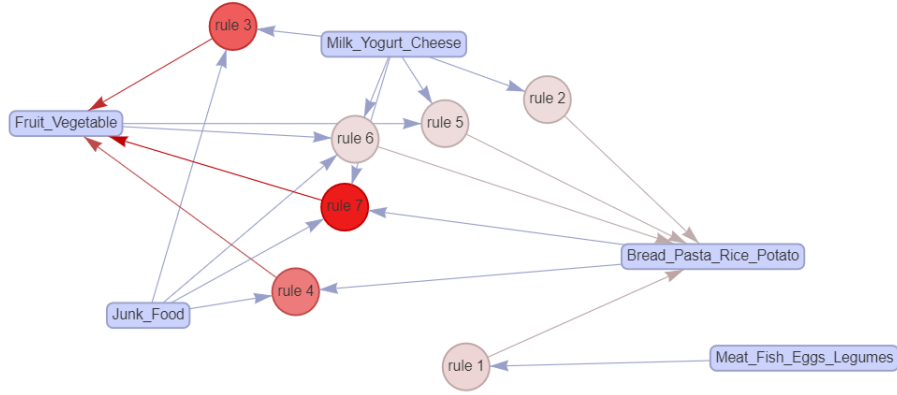 rule 3
Milk_Yogurt_Cheese
rule 2
Fruit_Vegetable
rule 5
rule 6
rule 7
Bread_Pasta_Rice_Potato
rule 4
Junk_Food
rule 1
Meat_Fish_Eggs_Legumes